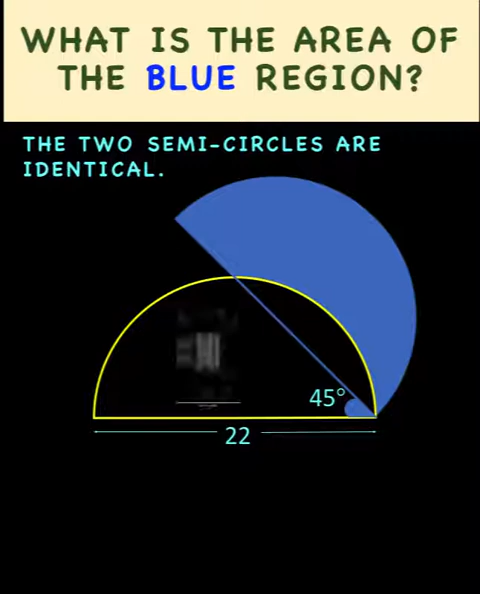 WHAT IS THE AREA OF
THE BLUE REGION?
THE TWO SEMI-CIRCLES ARE
IDENTICAL.
45°
22